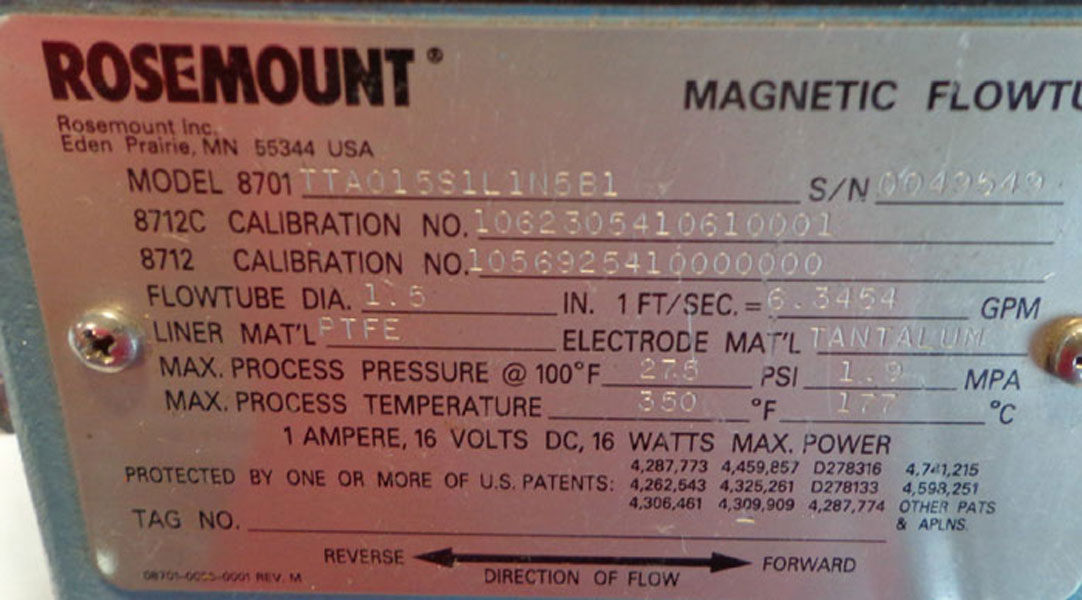 ROSEMOUNT®
MAGNETIC FLOWTU
Rosemount Inc.
Eden Prairie, MN 55344 USA
MODEL 8701 TTA015S1L1N5B1 S/N 0049549
8712C CALIBRATION NO. 1062305410610001
8712 CALIBRATION NO. 1056925410000000
FLOWTUBE DIA. 1.5 IN. 1 FT/SEC. = 6.3454 GPM
LINER MAT'L PTFE ELECTRODE MAT'L TANTALUM
MAX. PROCESS PRESSURE @ 100°F 275 PSI 1.9 MPA
MAX. PROCESS TEMPERATURE 350 °F 177 °C
1 AMPERE, 16 VOLTS DC, 16 WATTS MAX. POWER
PROTECTED BY ONE OR MORE OF U.S. PATENTS:
4,287,773 4,459,857 D278316 4,741,215
4,262,543 4,325,261 D278133 4,598,251
4,306,461 4,309,909 4,287,774 OTHER PATS
& APLNS.
TAG NO.
REVERSE FORWARD
DIRECTION OF FLOW
REV. M